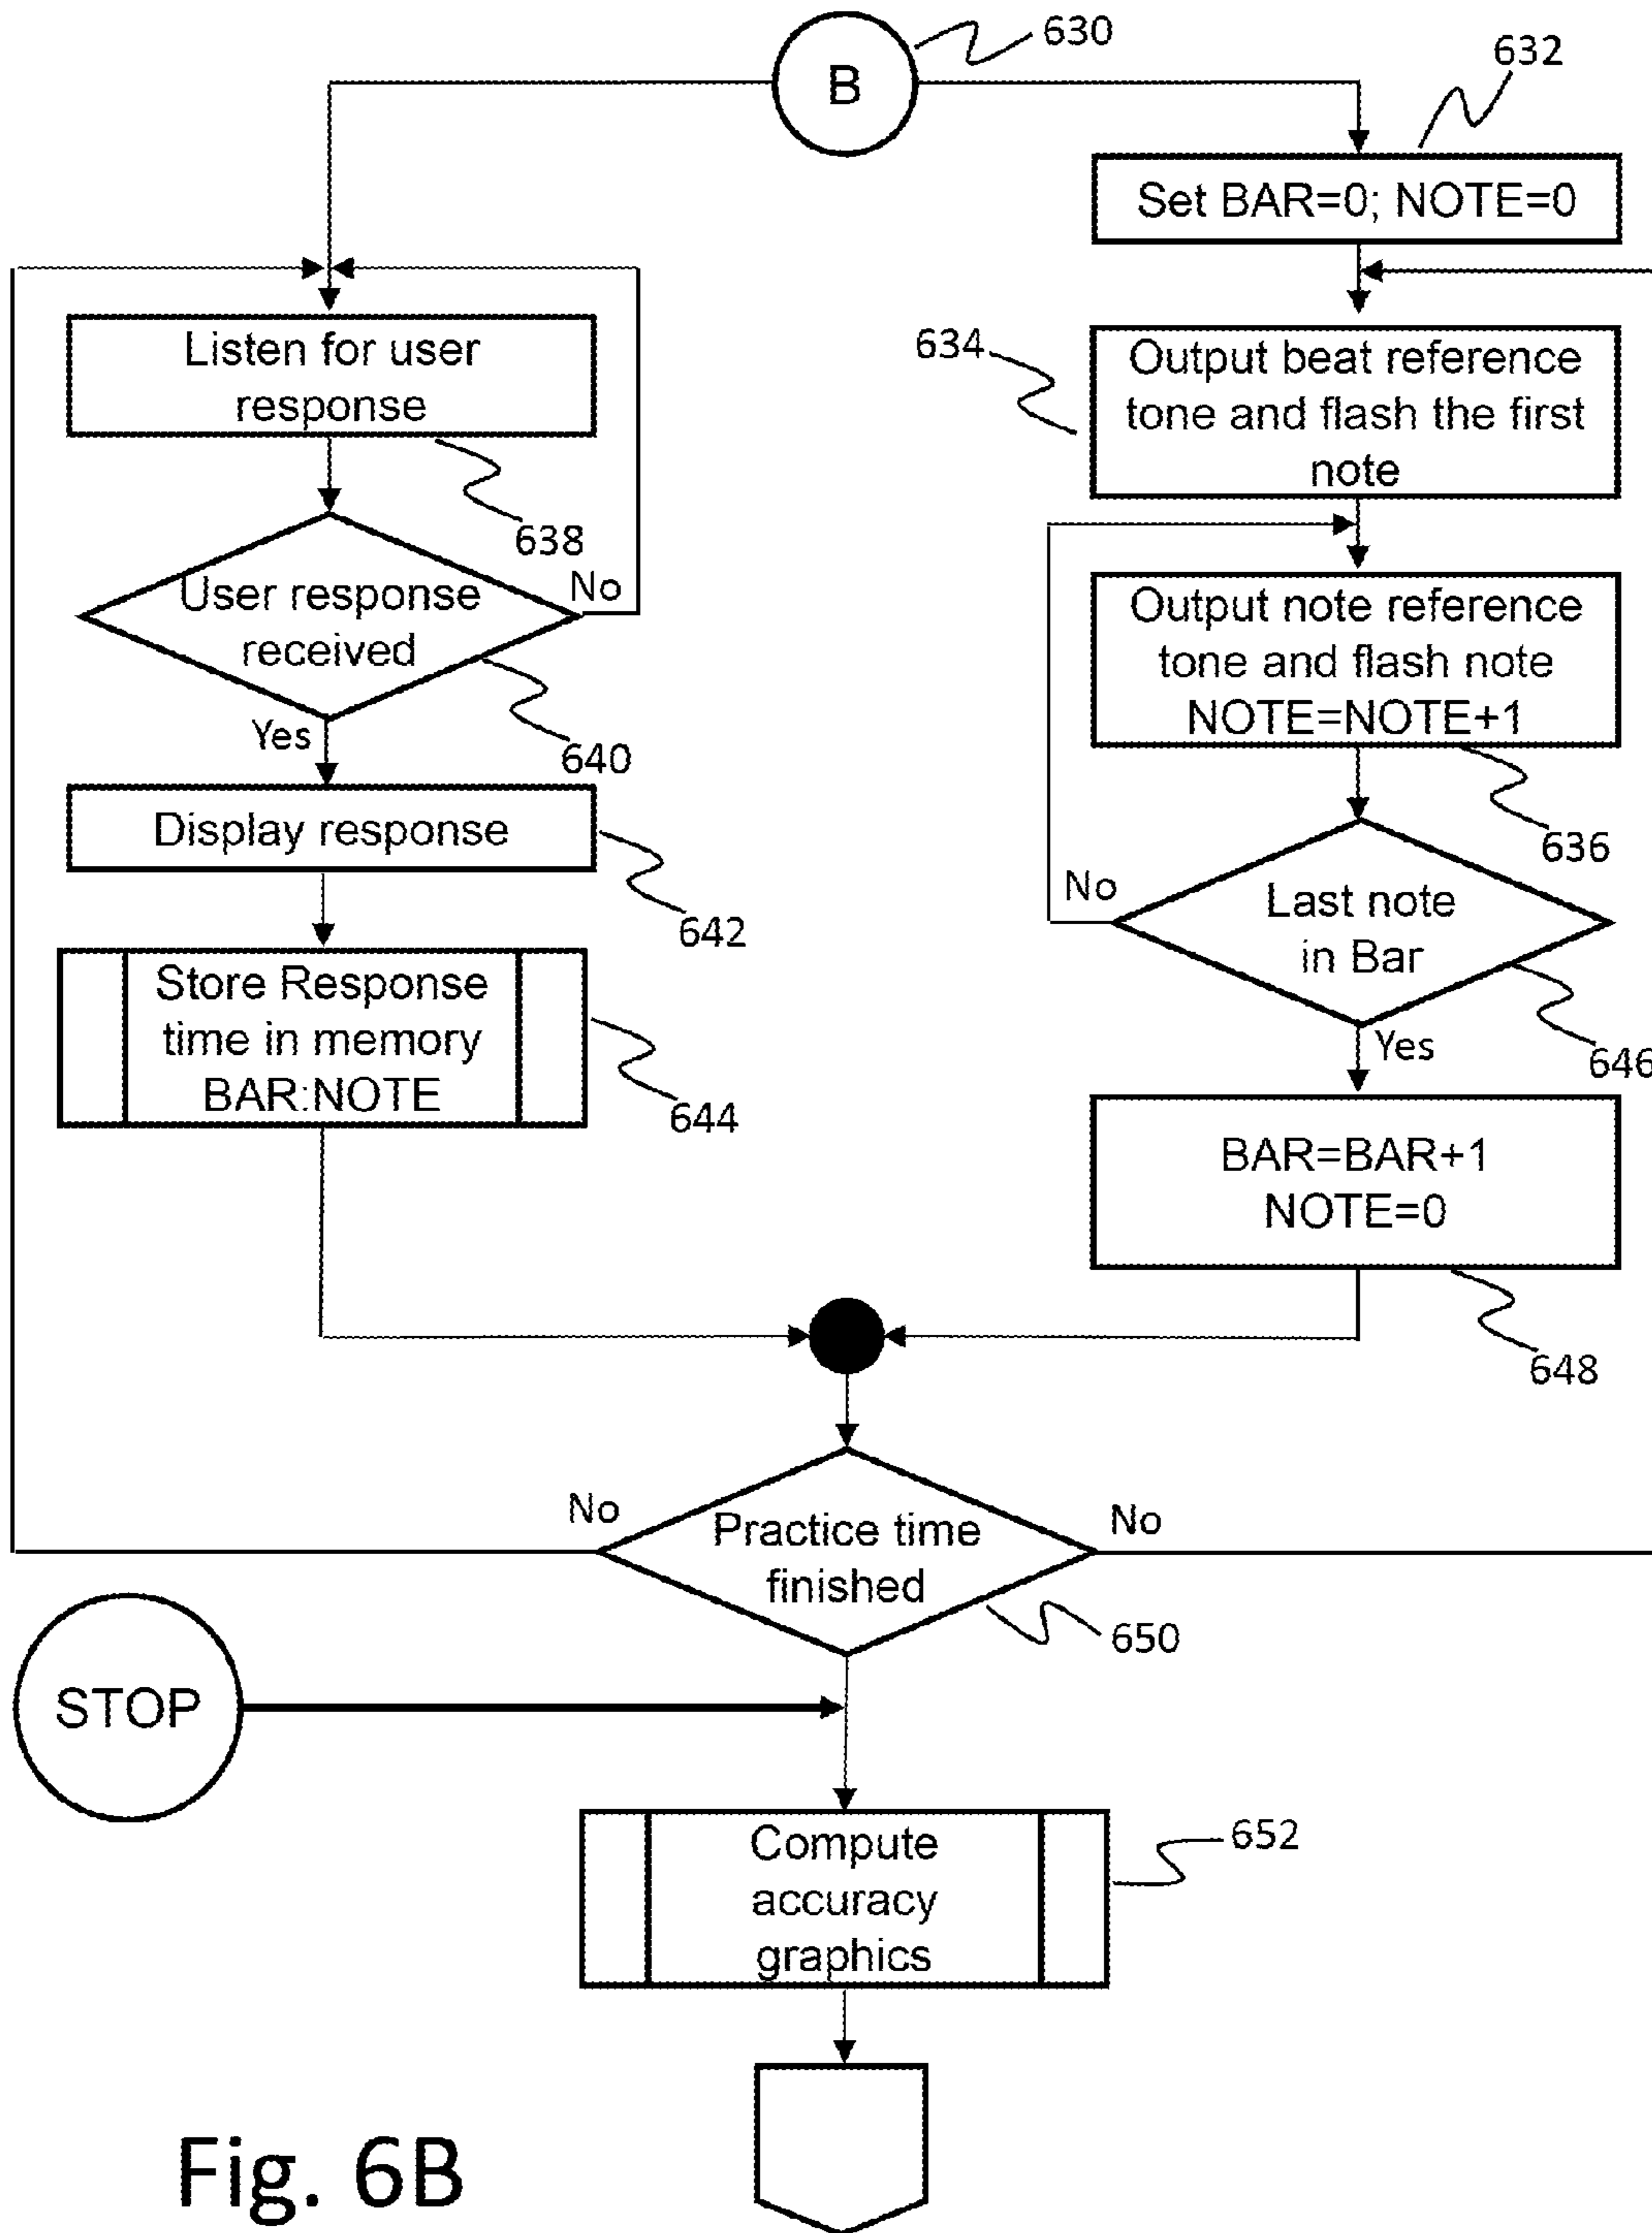 B
630
632
Set BAR=0; NOTE=0
Listen for user
response
638
634
Output beat reference
tone and flash the first
note
User response
received
No
640
Yes
Output note reference
tone and flash note
NOTE=NOTE+1
636
Display response
642
Last note
in Bar
No
646
Yes
Store Response
time in memory
BAR:NOTE
644
BAR=BAR+1
NOTE=0
648
No
Practice time
finished
No
650
STOP
Compute
accuracy
graphics
652
Fig. 6B